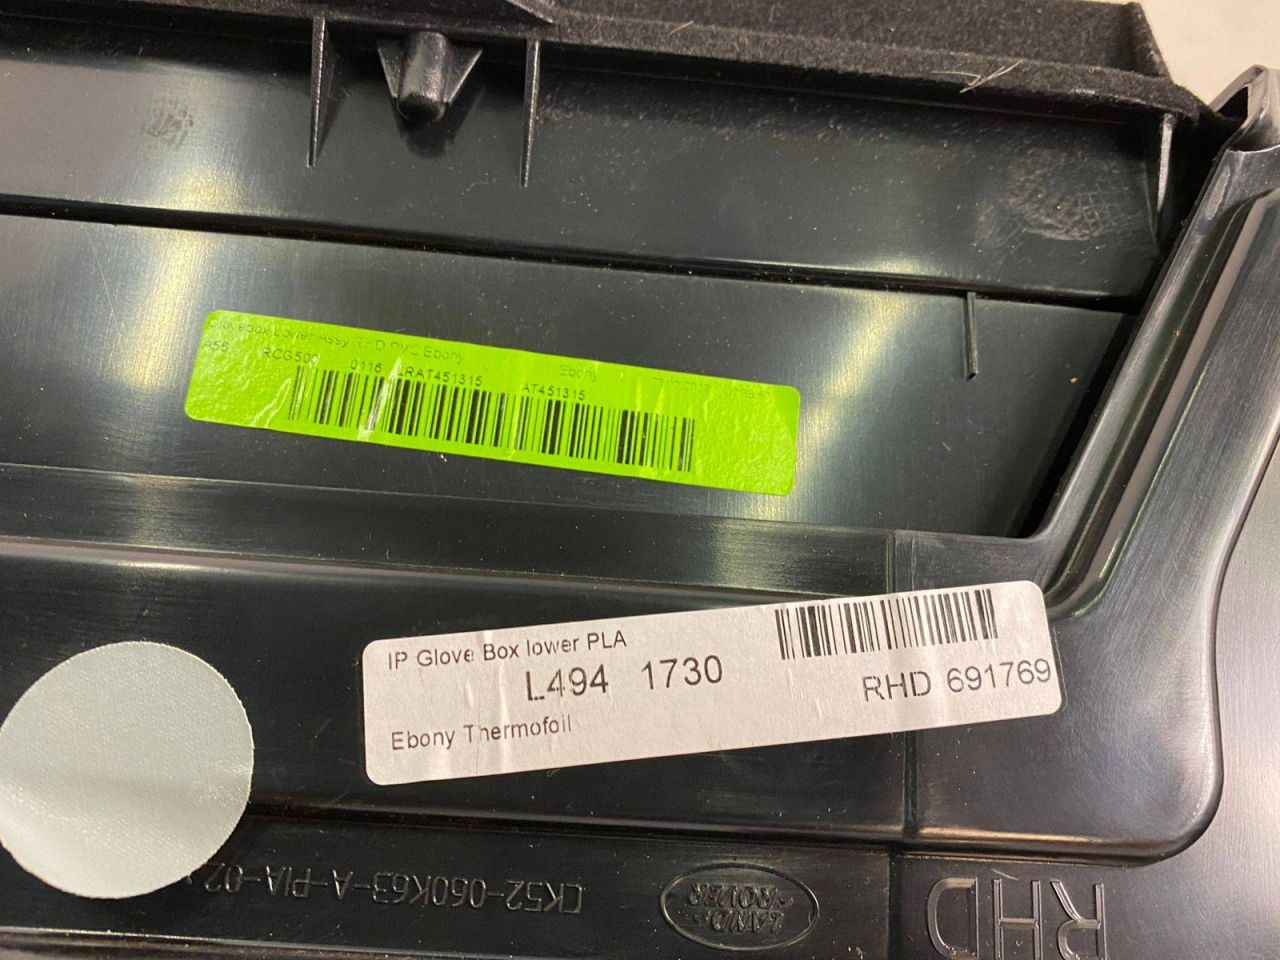 Glovebox Lower Assy RHD PVC Ebony
Ebony
A56 RCG500 0116 LRAT451315 AT451315
IP Glove Box lower PLA
L494 1730
RHD 691769
Ebony Thermofoil
CK52-060K63-A-PIA-02
LAND-
-ROVER
RHD